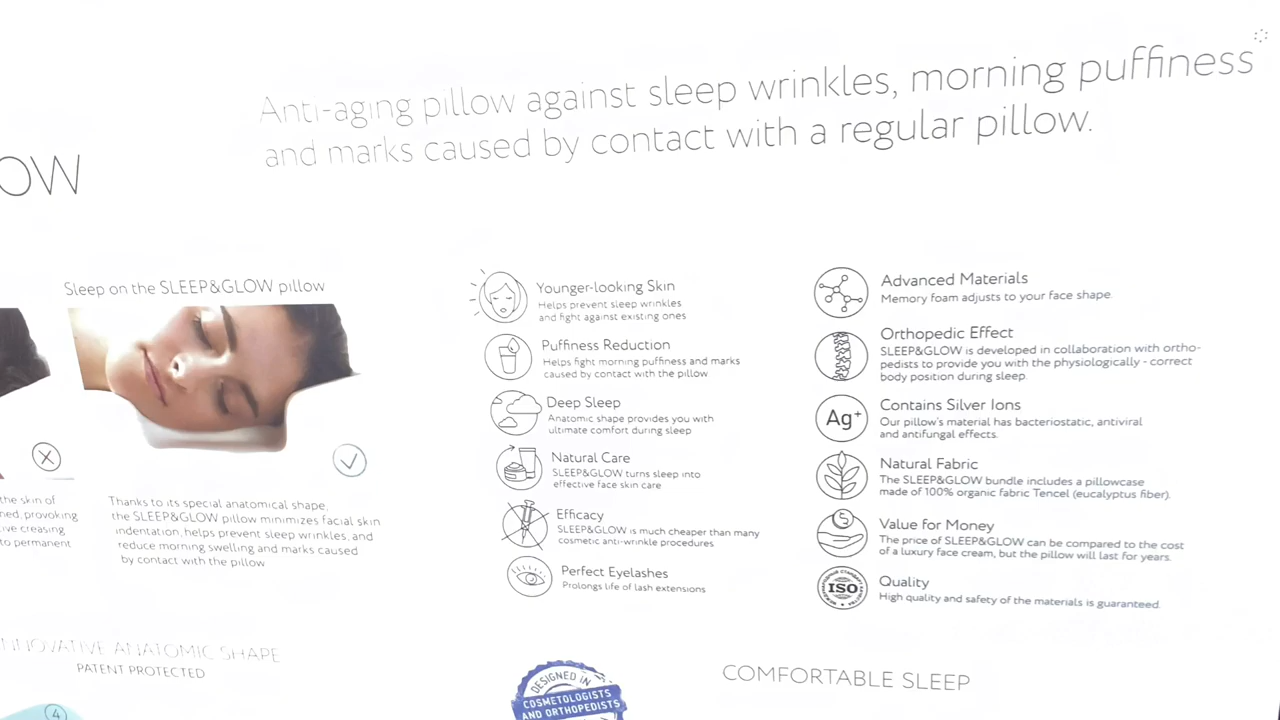 Anti-aging pillow against sleep wrinkles, morning puffiness
and marks caused by contact with a regular pillow.
OW
Sleep on the SLEEP&GLOW pillow
the skin of
ned, provoking
ive creasing
to permanent
Thanks to its special anatomical shape,
the SLEEP&GLOW pillow minimizes facial skin
indentation, helps prevent sleep wrinkles, and
reduce morning swelling and marks caused
by contact with the pillow
Younger-looking Skin
Helps prevent sleep wrinkles
and fight against existing ones
Puffiness Reduction
Helps fight morning puffiness and marks
caused by contact with the pillow
Deep Sleep
Anatomic shape provides you with
ultimate comfort during sleep
Natural Care
SLEEP&GLOW turns sleep into
effective face skin care
Efficacy
SLEEP&GLOW is much cheaper than many
cosmetic anti-wrinkle procedures
Perfect Eyelashes
Prolongs life of lash extensions
Advanced Materials
Memory foam adjusts to your face shape.
Orthopedic Effect
SLEEP&GLOW is developed in collaboration with ortho-
pedists to provide you with the physiologically - correct
body position during sleep.
Ag+
Contains Silver Ions
Our pillow's material has bacteriostatic, antiviral
and antifungal effects.
Natural Fabric
The SLEEP&GLOW bundle includes a pillowcase
made of 100% organic fabric Tencel (eucalyptus fiber).
Value for Money
The price of SLEEP&GLOW can be compared to the cost
of a luxury face cream, but the pillow will last for years.
ISO
Quality
High quality and safety of the materials is guaranteed.
INNOVATIVE ANATOMIC SHAPE
PATENT PROTECTED
4
DESIGNED IN
COSMETOLOGISTS
AND ORTHOPEDISTS
COMFORTABLE SLEEP